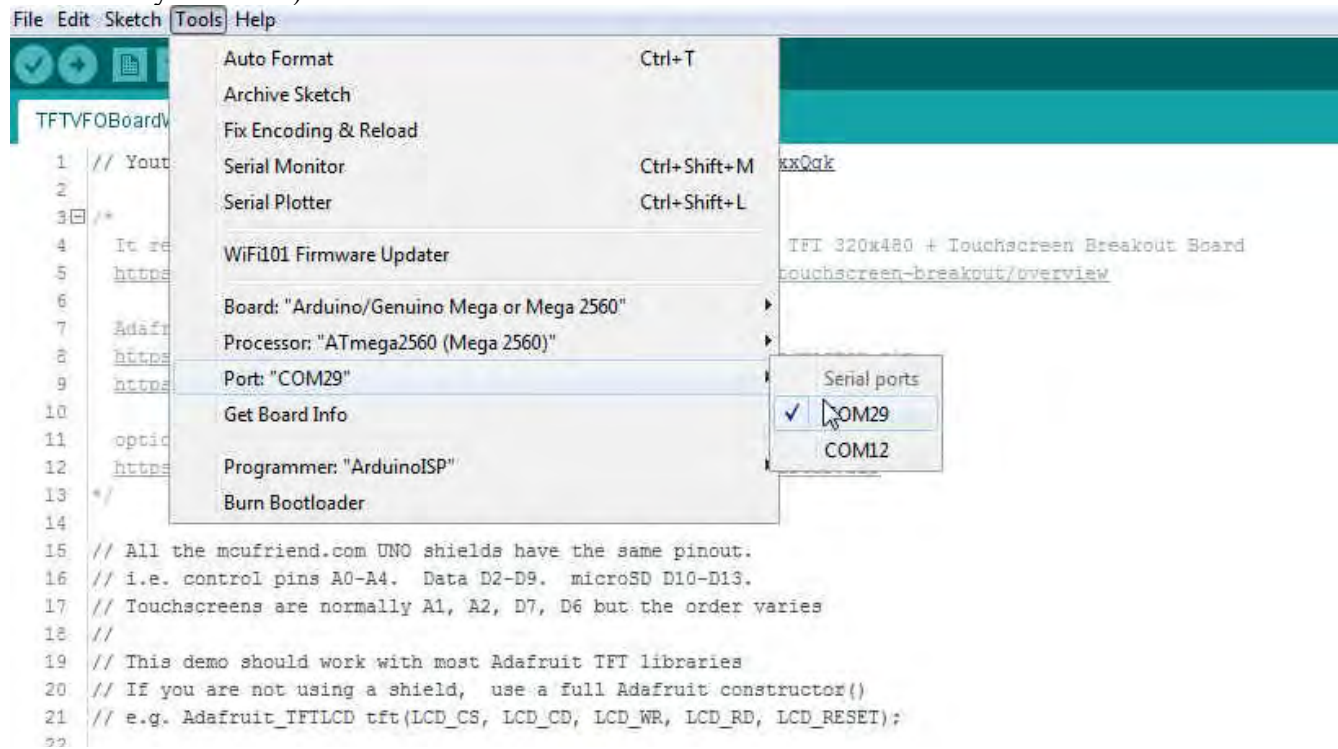 File Edit Sketch Tools Help
Auto Format Ctrl+T
Archive Sketch
TFTVFOBoardV
Fix Encoding & Reload
1 // Yout
Serial Monitor Ctrl+Shift+M
xxQqk
2
Serial Plotter Ctrl+Shift+L
3 /*
4 It re
TFT 320x480 + Touchscreen Breakout Board
WiFi101 Firmware Updater
5 https
touchscreen-breakout/overview
6
Board: "Arduino/Genuino Mega or Mega 2560"
7 Adafr
Processor: "ATmega2560 (Mega 2560)"
8 https
Port: "COM29"
Serial ports
9 https
10
Get Board Info
COM29
11 optio
COM12
12 https
Programmer: "ArduinoISP"
13 */
Burn Bootloader
14
15 // All the mcufriend.com UNO shields have the same pinout.
16 // i.e. control pins A0-A4. Data D2-D9. microSD D10-D13.
17 // Touchscreens are normally A1, A2, D7, D6 but the order varies
18 //
19 // This demo should work with most Adafruit TFT libraries
20 // If you are not using a shield, use a full Adafruit constructor()
21 // e.g. Adafruit_TFTLCD tft(LCD_CS, LCD_CD, LCD_WR, LCD_RD, LCD_RESET);
22